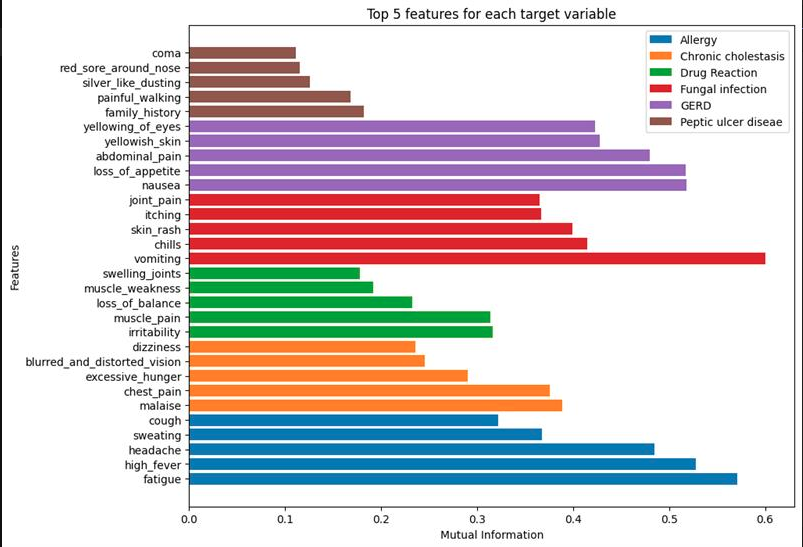 Top 5 features for each target variable
Allergy
Chronic cholestasis
Drug Reaction
Fungal infection
GERD
Peptic ulcer diseae
Features
coma
red_sore_around_nose
silver_like_dusting
painful_walking
family_history
yellowing_of_eyes
yellowish_skin
abdominal_pain
loss_of_appetite
nausea
joint_pain
itching
skin_rash
chills
vomiting
swelling_joints
muscle_weakness
loss_of_balance
muscle_pain
irritability
dizziness
blurred_and_distorted_vision
excessive_hunger
chest_pain
malaise
cough
sweating
headache
high_fever
fatigue
0.0 0.1 0.2 0.3 0.4 0.5 0.6
Mutual Information